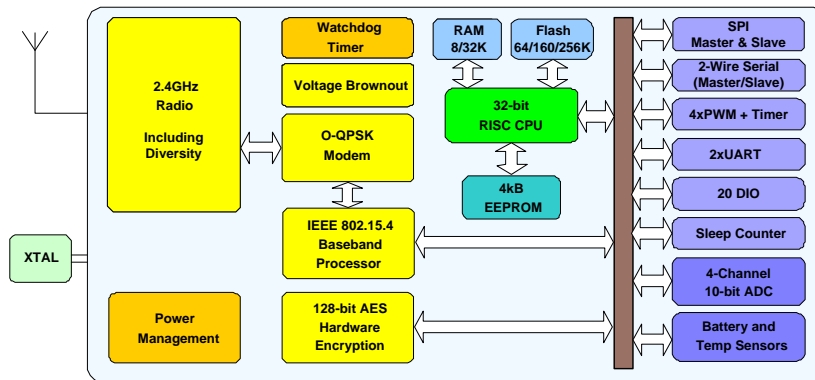 2.4GHz
Radio
Including
Diversity
XTAL
Power
Management
Watchdog
Timer
Voltage Brownout
O-QPSK
Modem
IEEE 802.15.4
Baseband
Processor
128-bit AES
Hardware
Encryption
RAM
8/32K
Flash
64/160/256K
32-bit
RISC CPU
4kB
EEPROM
SPI
Master & Slave
2-Wire Serial
(Master/Slave)
4xPWM + Timer
2xUART
20 DIO
Sleep Counter
4-Channel
10-bit ADC
Battery and
Temp Sensors